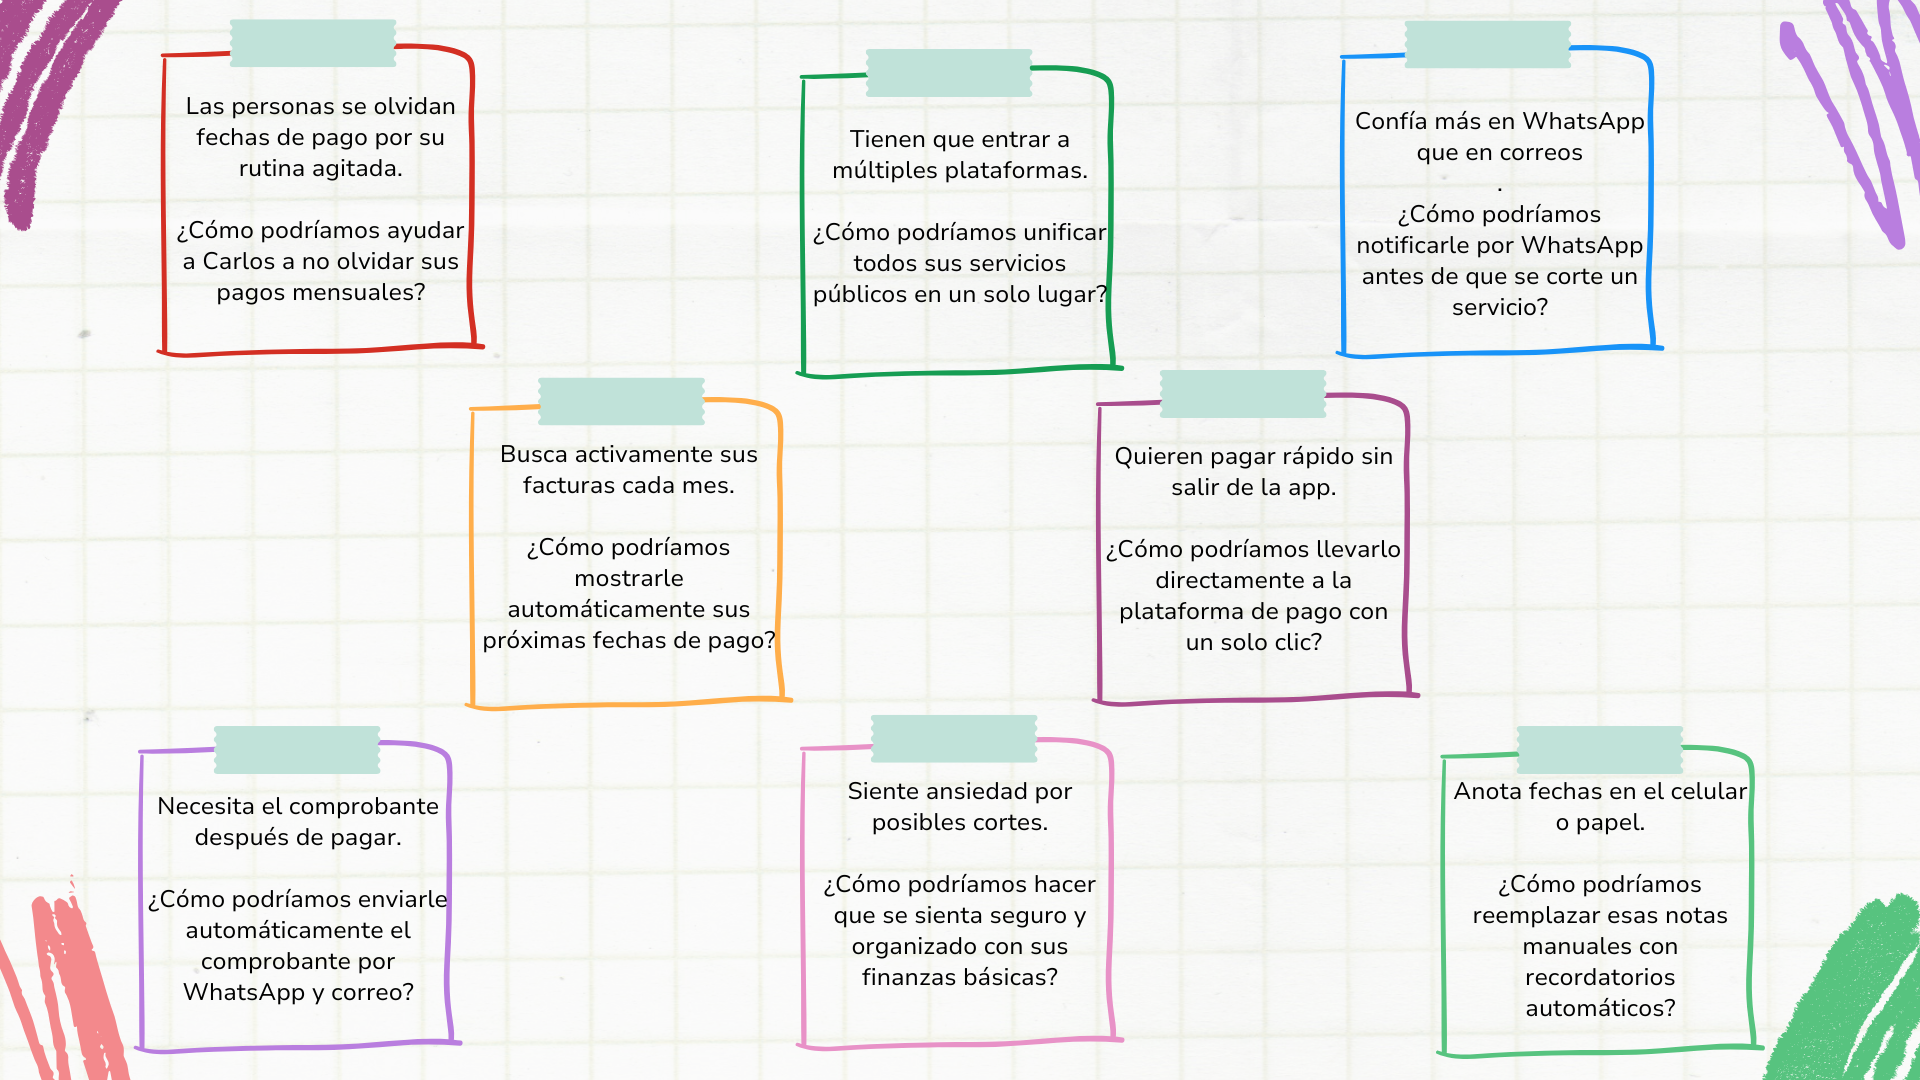 Las personas se olvidan
fechas de pago por su
rutina agitada.
¿Cómo podríamos ayudar
a Carlos a no olvidar sus
pagos mensuales?
Tienen que entrar a
múltiples plataformas.
¿Cómo podríamos unificar
todos sus servicios
públicos en un solo lugar?
Confía más en WhatsApp
que en correos
.
¿Cómo podríamos
notificarle por WhatsApp
antes de que se corte un
servicio?
Busca activamente sus
facturas cada mes.
¿Cómo podríamos
mostrarle
automáticamente sus
próximas fechas de pago?
Quieren pagar rápido sin
salir de la app.
¿Cómo podríamos llevarlo
directamente a la
plataforma de pago con
un solo clic?
Necesita el comprobante
después de pagar.
¿Cómo podríamos enviarle
automáticamente el
comprobante por
WhatsApp y correo?
Siente ansiedad por
posibles cortes.
¿Cómo podríamos hacer
que se sienta seguro y
organizado con sus
finanzas básicas?
Anota fechas en el celular
o papel.
¿Cómo podríamos
reemplazar esas notas
manuales con
recordatorios
automáticos?